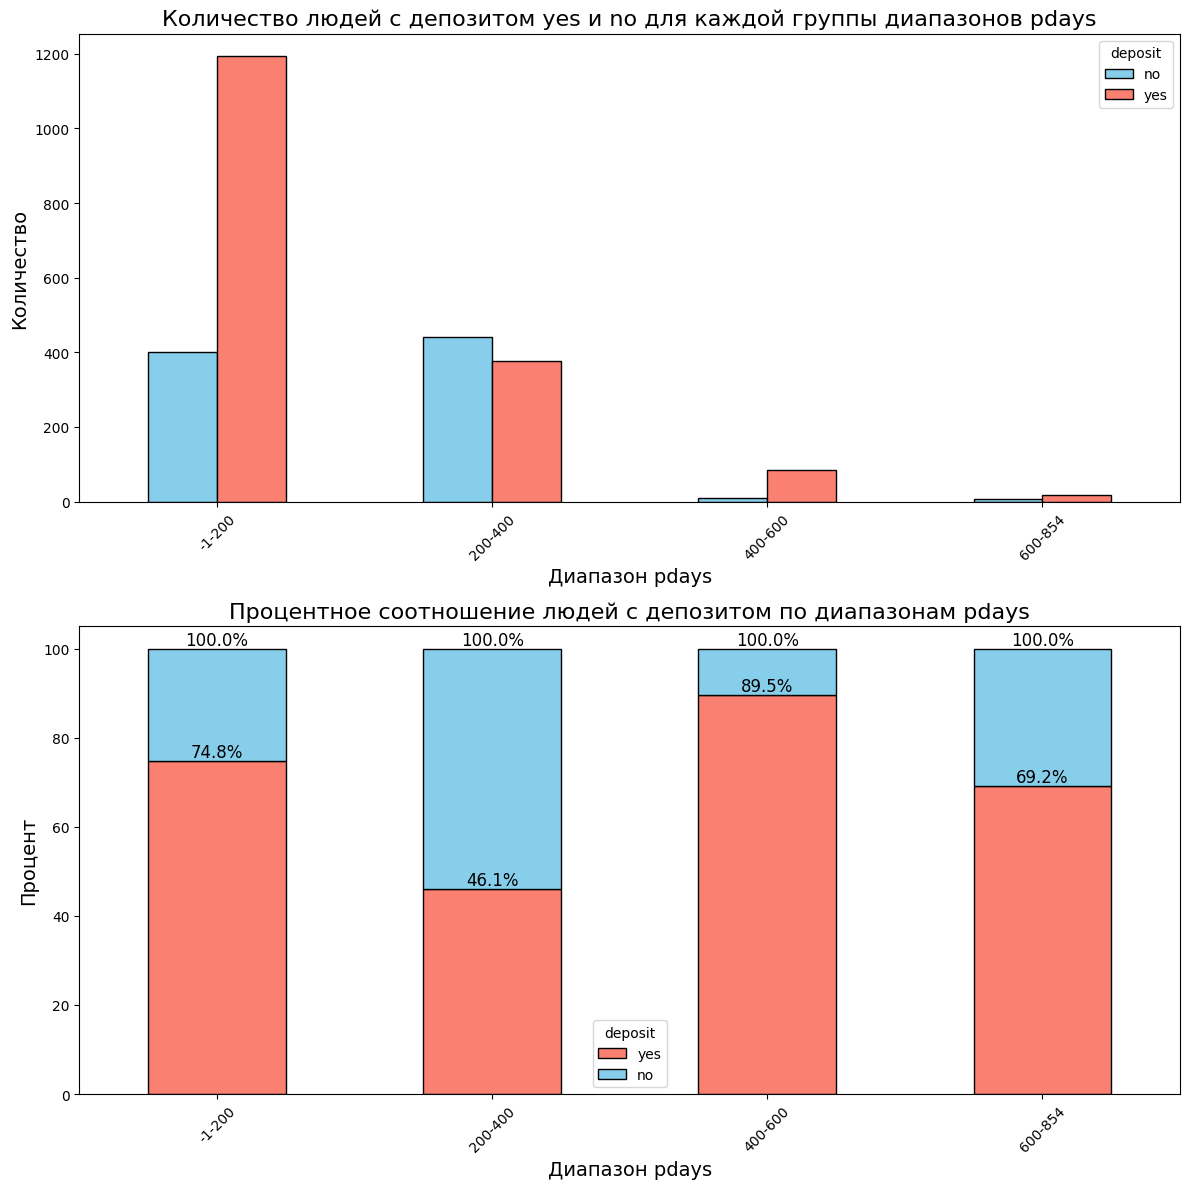 Количество людей с депозитом yes и no для каждой группы диапазонов pdays
deposit
no
yes
Количество
1200
1000
800
600
400
200
0
-1-200
200-400
400-600
600-854
Диапазон pdays
Процентное соотношение людей с депозитом по диапазонам pdays
Процент
100
80
60
40
20
0
100.0%
100.0%
100.0%
100.0%
74.8%
46.1%
89.5%
69.2%
deposit
yes
no
-1-200
200-400
400-600
600-854
Диапазон pdays